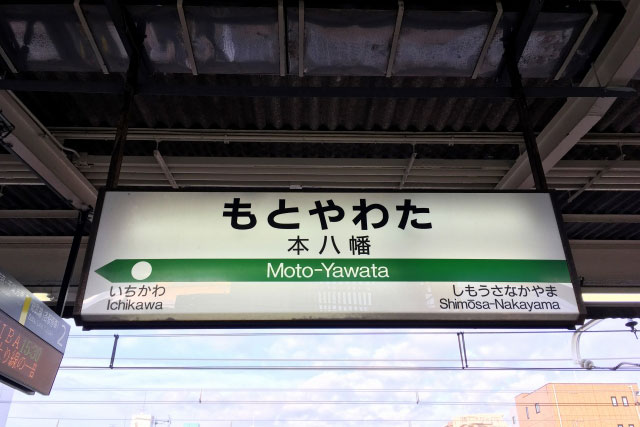 もとやわた
本八幡
Moto-Yawata
いちかわ
Ichikawa
しもうさなかやま
Shimōsa-Nakayama
2